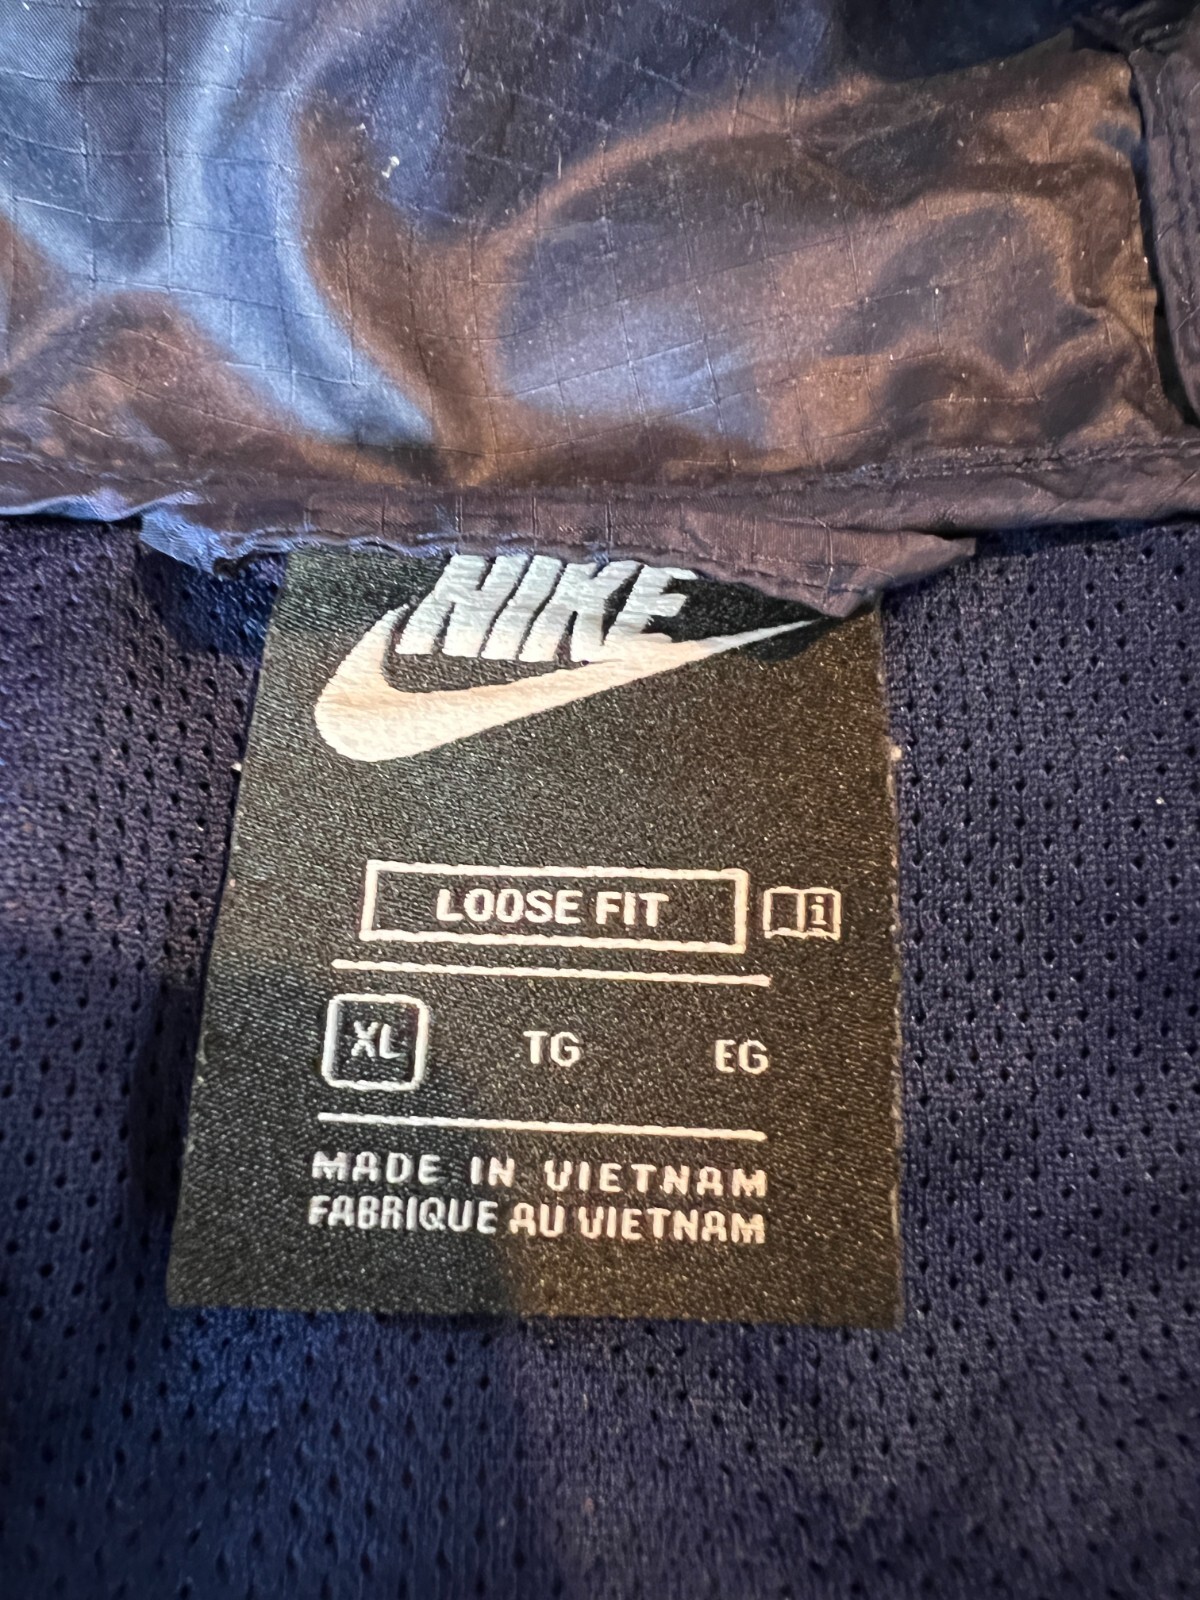 NIKE
LOOSE FIT i
XL TG EG
MADE IN VIETNAM
FABRIQUE AU VIETNAM